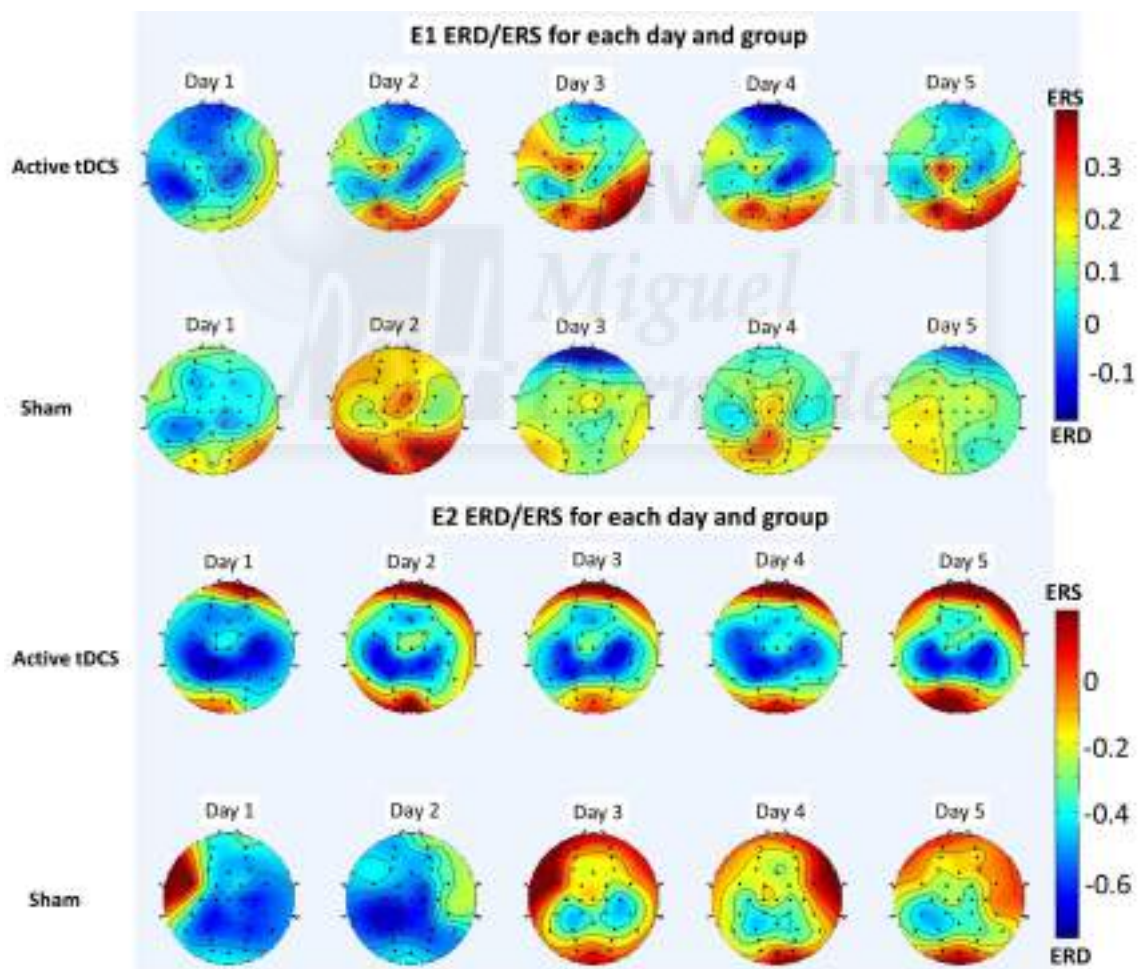 E1 ERD/ERS for each day and group
Day 1 Day 2 Day 3 Day 4 Day 5
ERS
Active tDCS
0.3
0.2
0.1
0
-0.1
ERD
Miguel
Day 1 Day 2 Day 3 Day 4 Day 5
Sham
E2 ERD/ERS for each day and group
Day 1 Day 2 Day 3 Day 4 Day 5
ERS
Active tDCS
0
-0.2
-0.4
-0.6
ERD
Day 1 Day 2 Day 3 Day 4 Day 5
Sham